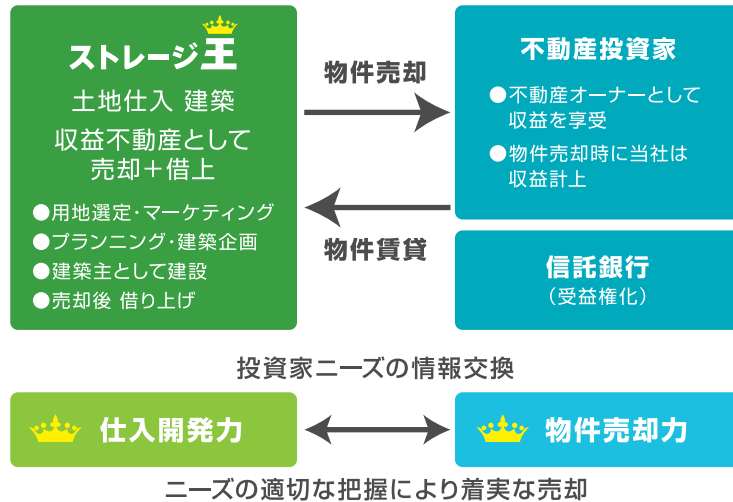 ストレージ王
土地仕入 建築
収益不動産として
売却＋借上
●用地選定・マーケティング
●プランニング・建築企画
●建築主として建設
●売却後 借り上げ
物件売却
物件賃貸
不動産投資家
●不動産オーナーとして
収益を享受
●物件売却時に当社は
収益計上
信託銀行
（受益権化）
投資家ニーズの情報交換
仕入開発力
物件売却力
ニーズの適切な把握により着実な売却